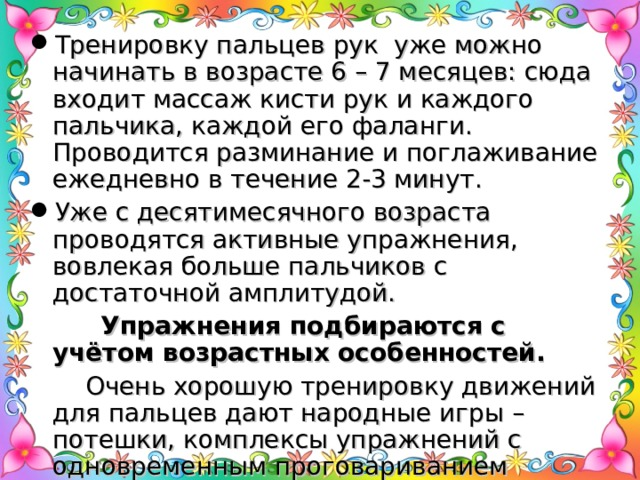 • Тренировку пальцев рук уже можно
начинать в возрасте 6 – 7 месяцев: сюда
входит массаж кисти рук и каждого
пальчика, каждой его фаланги.
Проводится разминание и поглаживание
ежедневно в течение 2-3 минут.
• Уже с десятимесячного возраста
проводятся активные упражнения,
вовлекая больше пальчиков с
достаточной амплитудой.
Упражнения подбираются с
учётом возрастных особенностей.
Очень хорошую тренировку движений
для пальцев дают народные игры –
потешки, комплексы упражнений с
одновременным проговариванием